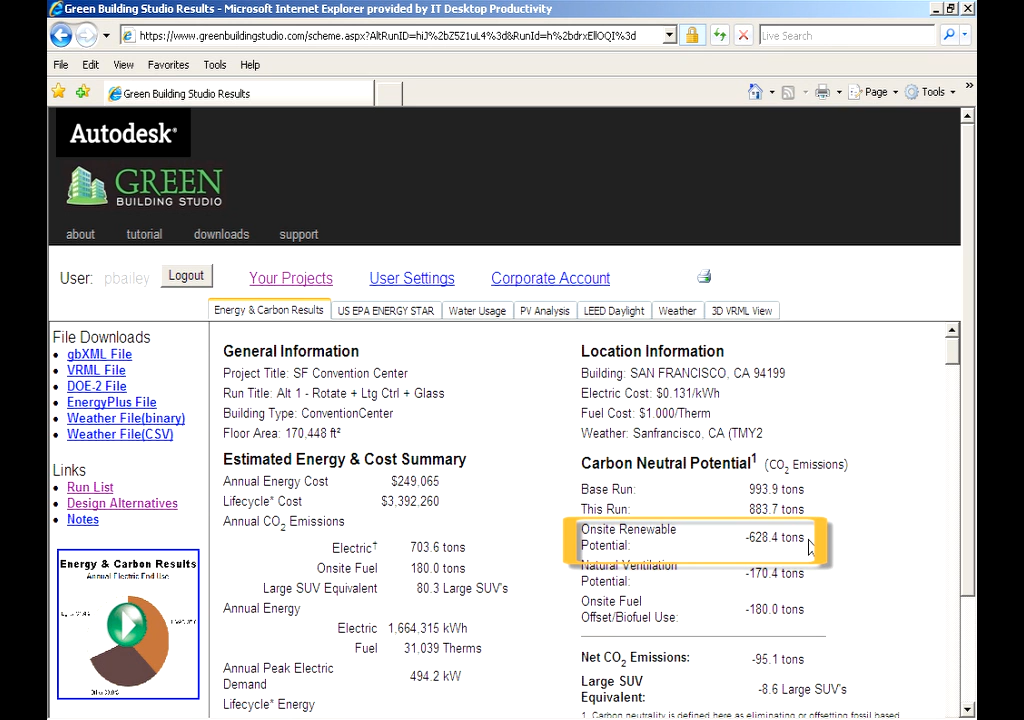 Green Building Studio Results - Microsoft Internet Explorer provided by IT Desktop Productivity
https://www.greenbuildingstudio.com/scheme.aspx?AltRunID=hiJ%2bZ5Z1uL4%3d&RunId=h%2bdrxEllOQI%3d
Live Search
File Edit View Favorites Tools Help
Green Building Studio Results
Page Tools
Autodesk®
GREEN
BUILDING STUDIO
about tutorial downloads support
User: pbailey Logout Your Projects User Settings Corporate Account
Energy & Carbon Results US EPA ENERGY STAR Water Usage PV Analysis LEED Daylight Weather 3D VRML View
File Downloads
• gbXML File
• VRML File
• DOE-2 File
• EnergyPlus File
• Weather File(binary)
• Weather File(CSV)
Links
• Run List
• Design Alternatives
• Notes
Energy & Carbon Results
Annual Electric End Use
General Information
Project Title: SF Convention Center
Run Title: Alt 1 - Rotate + Ltg Ctrl + Glass
Building Type: ConventionCenter
Floor Area: 170,448 ft²
Estimated Energy & Cost Summary
Annual Energy Cost $249,065
Lifecycle* Cost $3,392,260
Annual CO2 Emissions
Electric† 703.6 tons
Onsite Fuel 180.0 tons
Large SUV Equivalent 80.3 Large SUV's
Annual Energy
Electric 1,664,315 kWh
Fuel 31,039 Therms
Annual Peak Electric
Demand 494.2 kW
Lifecycle* Energy
Location Information
Building: SAN FRANCISCO, CA 94199
Electric Cost: $0.131/kWh
Fuel Cost: $1.000/Therm
Weather: Sanfrancisco, CA (TMY2
Carbon Neutral Potential1 (CO2 Emissions)
Base Run: 993.9 tons
This Run: 883.7 tons
Onsite Renewable
Potential: -628.4 tons
Natural Ventilation
Potential: -170.4 tons
Onsite Fuel
Offset/Biofuel Use: -180.0 tons
Net CO2 Emissions: -95.1 tons
Large SUV
Equivalent: -8.6 Large SUV's
1. Carbon neutrality is defined here as eliminating or offsetting fossil based